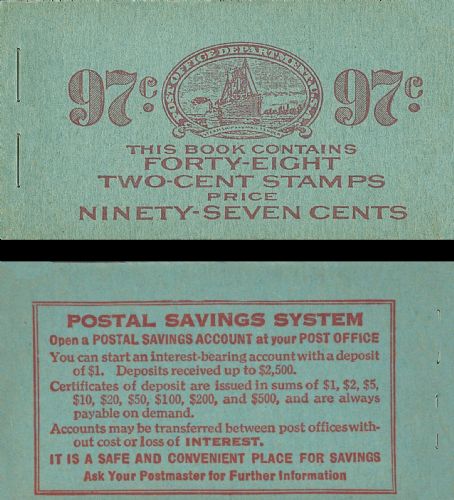 97¢ POST OFFICE DEPARTMENT U.S. 97¢
THIS BOOK CONTAINS
FORTY-EIGHT
TWO-CENT STAMPS
PRICE
NINETY-SEVEN CENTS
POSTAL SAVINGS SYSTEM
Open a POSTAL SAVINGS ACCOUNT at your POST OFFICE
You can start an interest-bearing account with a deposit
of $1. Deposits received up to $2,500.
Certificates of deposit are issued in sums of $1, $2, $5,
$10, $20, $50, $100, $200, and $500, and are always
payable on demand.
Accounts may be transferred between post offices with-
out cost or loss of INTEREST.
IT IS A SAFE AND CONVENIENT PLACE FOR SAVINGS
Ask Your Postmaster for Further Information